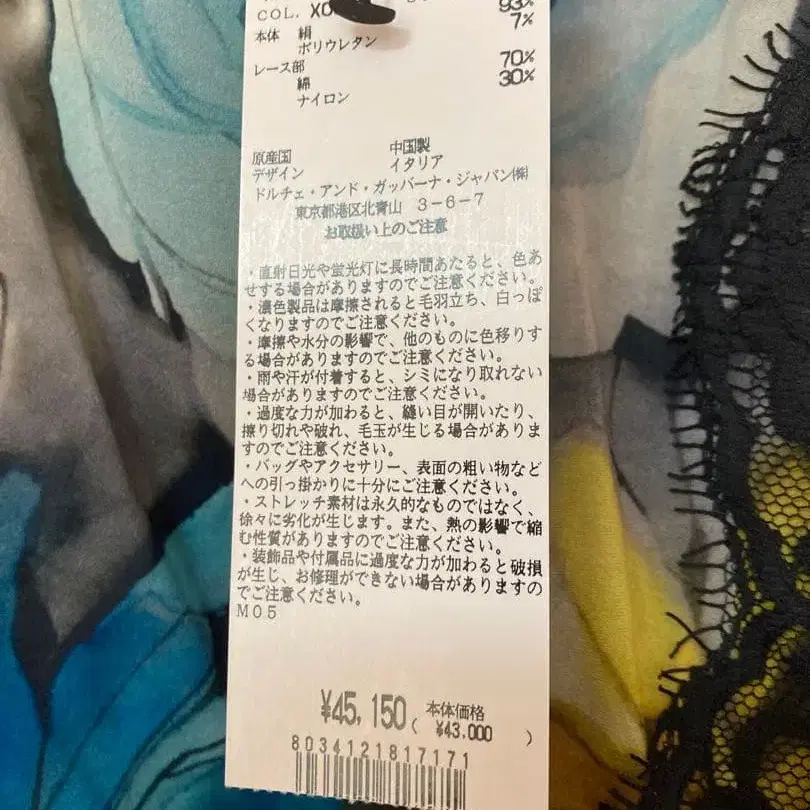 COL. XO
93%
7%
本体 絹
ポリウレタン
レース部
70%
綿
30%
ナイロン
原産国 中国製
デザイン イタリア
ドルチェ・アンド・ガッバーナ・ジャパン㈱
東京都港区北青山 3-6-7
お取扱い上のご注意
・直射日光や蛍光灯に長時間あたると、色あ
せする場合がありますのでご注意ください。
・濃色製品は摩擦されると毛羽立ち、白っぽ
くなりますのでご注意ください。
・摩擦や水分の影響で、他のものに色移りす
る場合がありますのでご注意ください。
・雨や汗が付着すると、シミになり取れない
場合がありますのでご注意ください。
・過度な力が加わると、縫い目が開いたり、
擦り切れや破れ、毛玉が生じる場合がありま
すのでご注意ください。
・バッグやアクセサリー、表面の粗い物など
への引っ掛かりに十分にご注意ください。
・ストレッチ素材は永久的なものではなく、
徐々に劣化が生じます。また、熱の影響で縮
む性質がありますのでご注意ください。
・装飾品や付属品に過度な力が加わると破損
が生じ、お修理ができない場合がありますの
でご注意ください。
M05
¥45,150( 本体価格
¥43,000 )
8034121817171